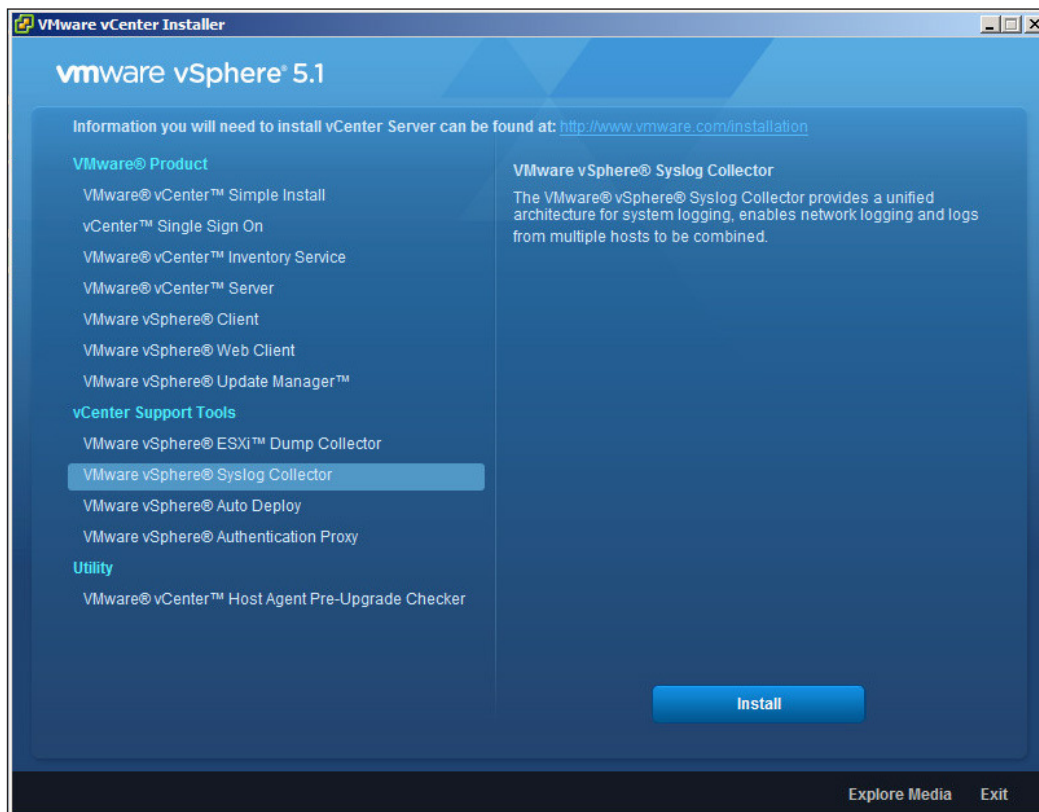 VMware vCenter Installer
vmware vSphere® 5.1
Information you will need to install vCenter Server can be found at: http://www.vmware.com/installation
VMware® Product
VMware® vCenter™ Simple Install
vCenter™ Single Sign On
VMware® vCenter™ Inventory Service
VMware® vCenter™ Server
VMware vSphere® Client
VMware vSphere® Web Client
VMware vSphere® Update Manager™
vCenter Support Tools
VMware vSphere® ESXi™ Dump Collector
VMware vSphere® Syslog Collector
VMware vSphere® Auto Deploy
VMware vSphere® Authentication Proxy
Utility
VMware® vCenter™ Host Agent Pre-Upgrade Checker
VMware vSphere® Syslog Collector
The VMware® vSphere® Syslog Collector provides a unified
architecture for system logging, enables network logging and logs
from multiple hosts to be combined.
Install
Explore Media
Exit